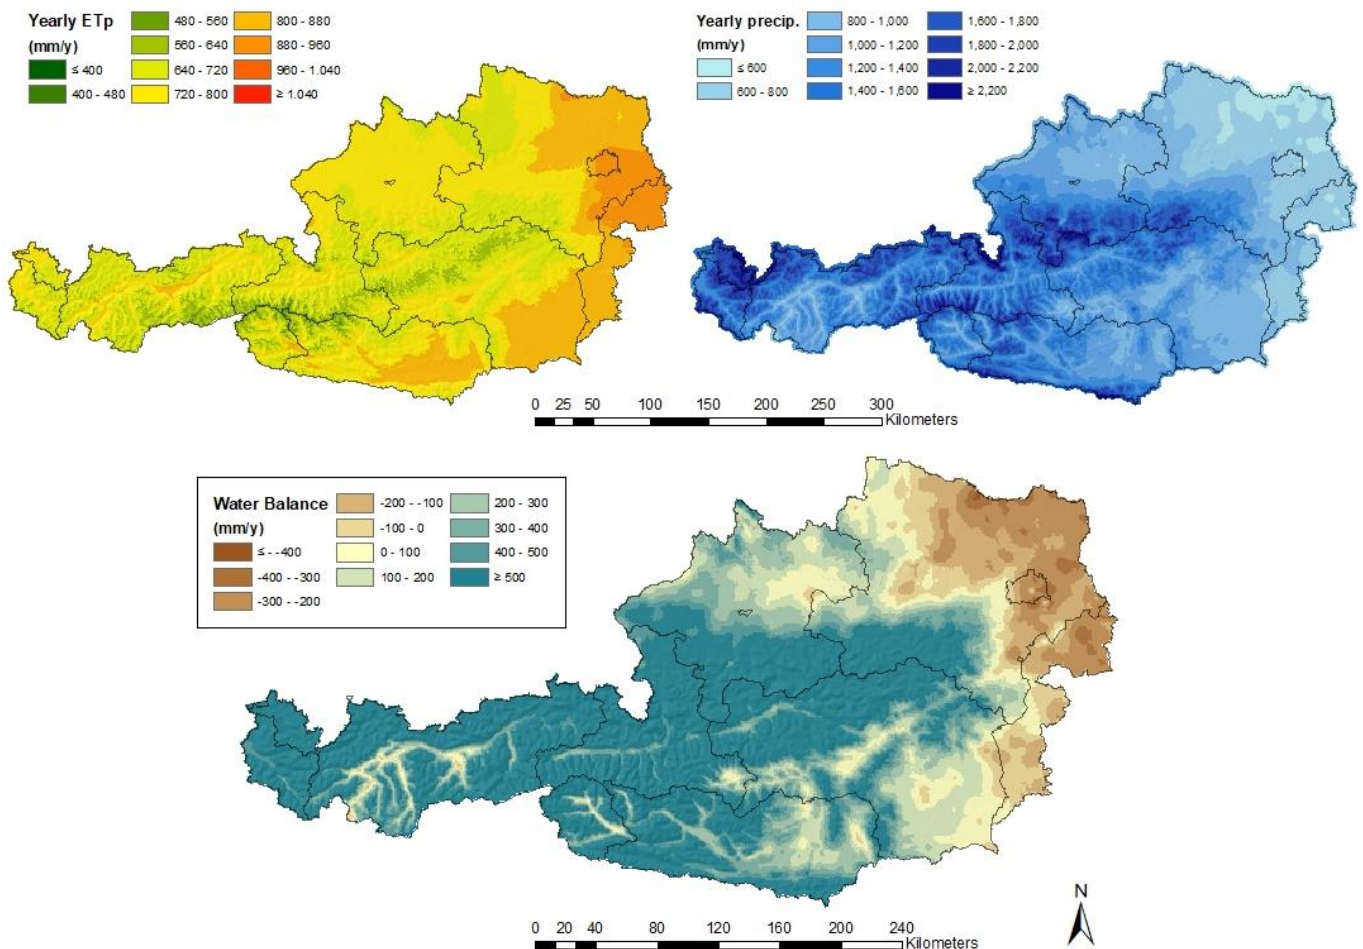 Yearly ETp
(mm/y)
≤ 400
400 - 480
480 - 560
560 - 640
640 - 720
720 - 800
800 - 880
880 - 960
960 - 1.040
≥ 1.040
Yearly precip.
(mm/y)
≤ 600
600 - 800
800 - 1,000
1,000 - 1,200
1,200 - 1,400
1,400 - 1,600
1,600 - 1,800
1,800 - 2,000
2,000 - 2,200
≥ 2,200
0 25 50 100 150 200 250 300
Kilometers
Water Balance
(mm/y)
≤ - -400
-400 - -300
-300 - -200
-200 - -100
-100 - 0
0 - 100
100 - 200
200 - 300
300 - 400
400 - 500
≥ 500
N
0 20 40 80 120 160 200 240
Kilometers